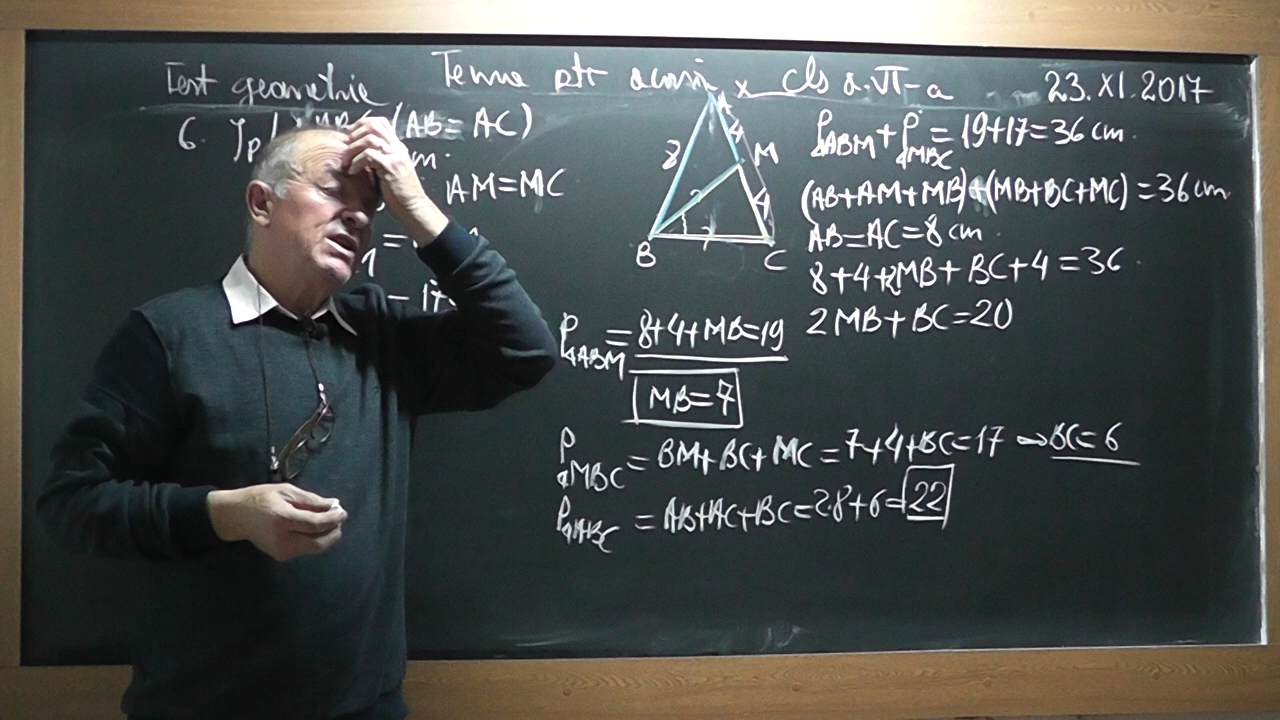 Test geometrie Teme ptr acasă x cls a VI-a 23.XI.2017
6. Ip (AB=AC)
cm.
AM=MC
=
B A M C
8 4 4
P∆ABM + P∆MBC = 19+17=36 cm.
(AB+AM+MB)+(MB+BC+MC) = 36 cm.
AB=AC=8 cm.
8+4+2MB+BC+4=36.
2MB+BC=20
P∆ABM = 8+4+MB=19
MB=7
P∆MBC = BM+BC+MC=7+4+BC=17 → BC=6
P∆ABC = AB+AC+BC=2·8+6=22